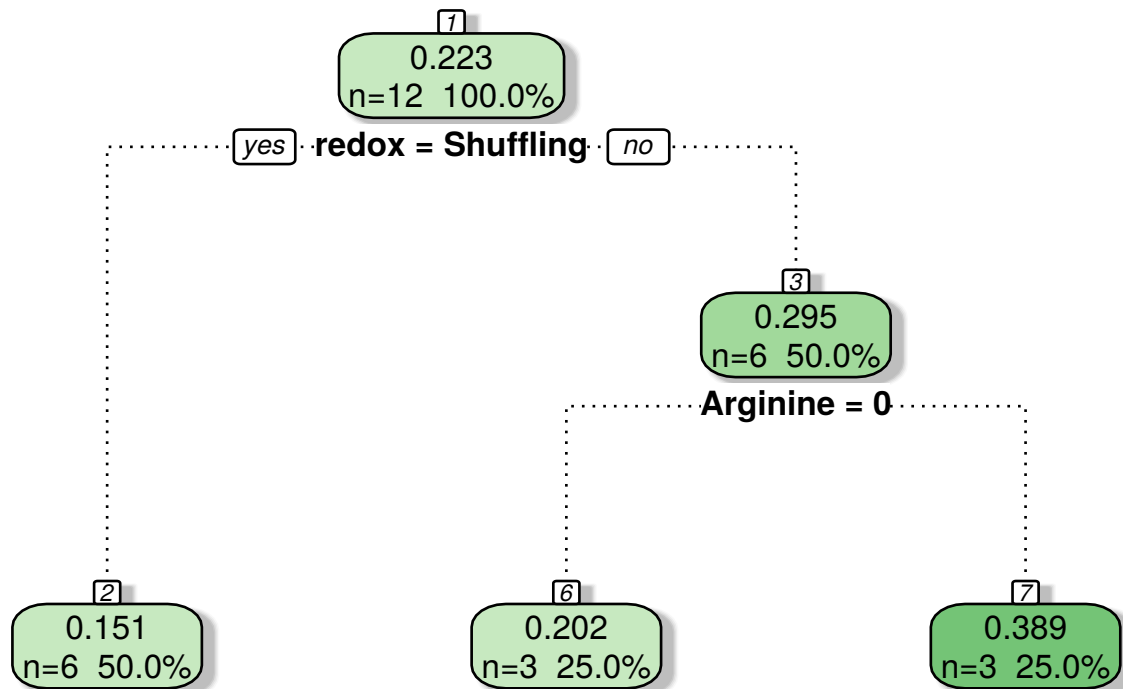 1
0.223
n=12 100.0%
yes redox = Shuffling no
3
0.295
n=6 50.0%
Arginine = 0
2
0.151
n=6 50.0%
6
0.202
n=3 25.0%
7
0.389
n=3 25.0%